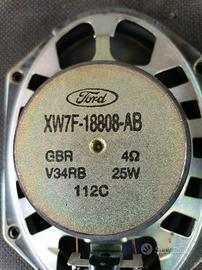 Ford
XW7F-18808-AB
GBR 4Ω
V34RB 25W
112C